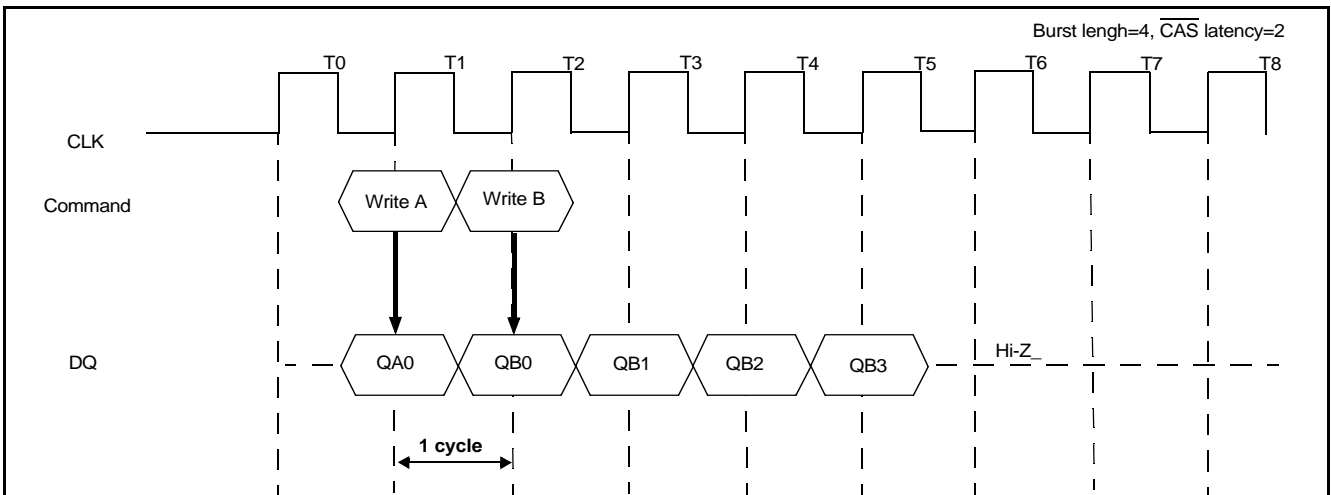 Burst lengh=4, CAS latency=2
T0 T1 T2 T3 T4 T5 T6 T7 T8
CLK
Command
Write A
Write B
DQ
QA0
QB0
QB1
QB2
QB3
Hi-Z_
1 cycle